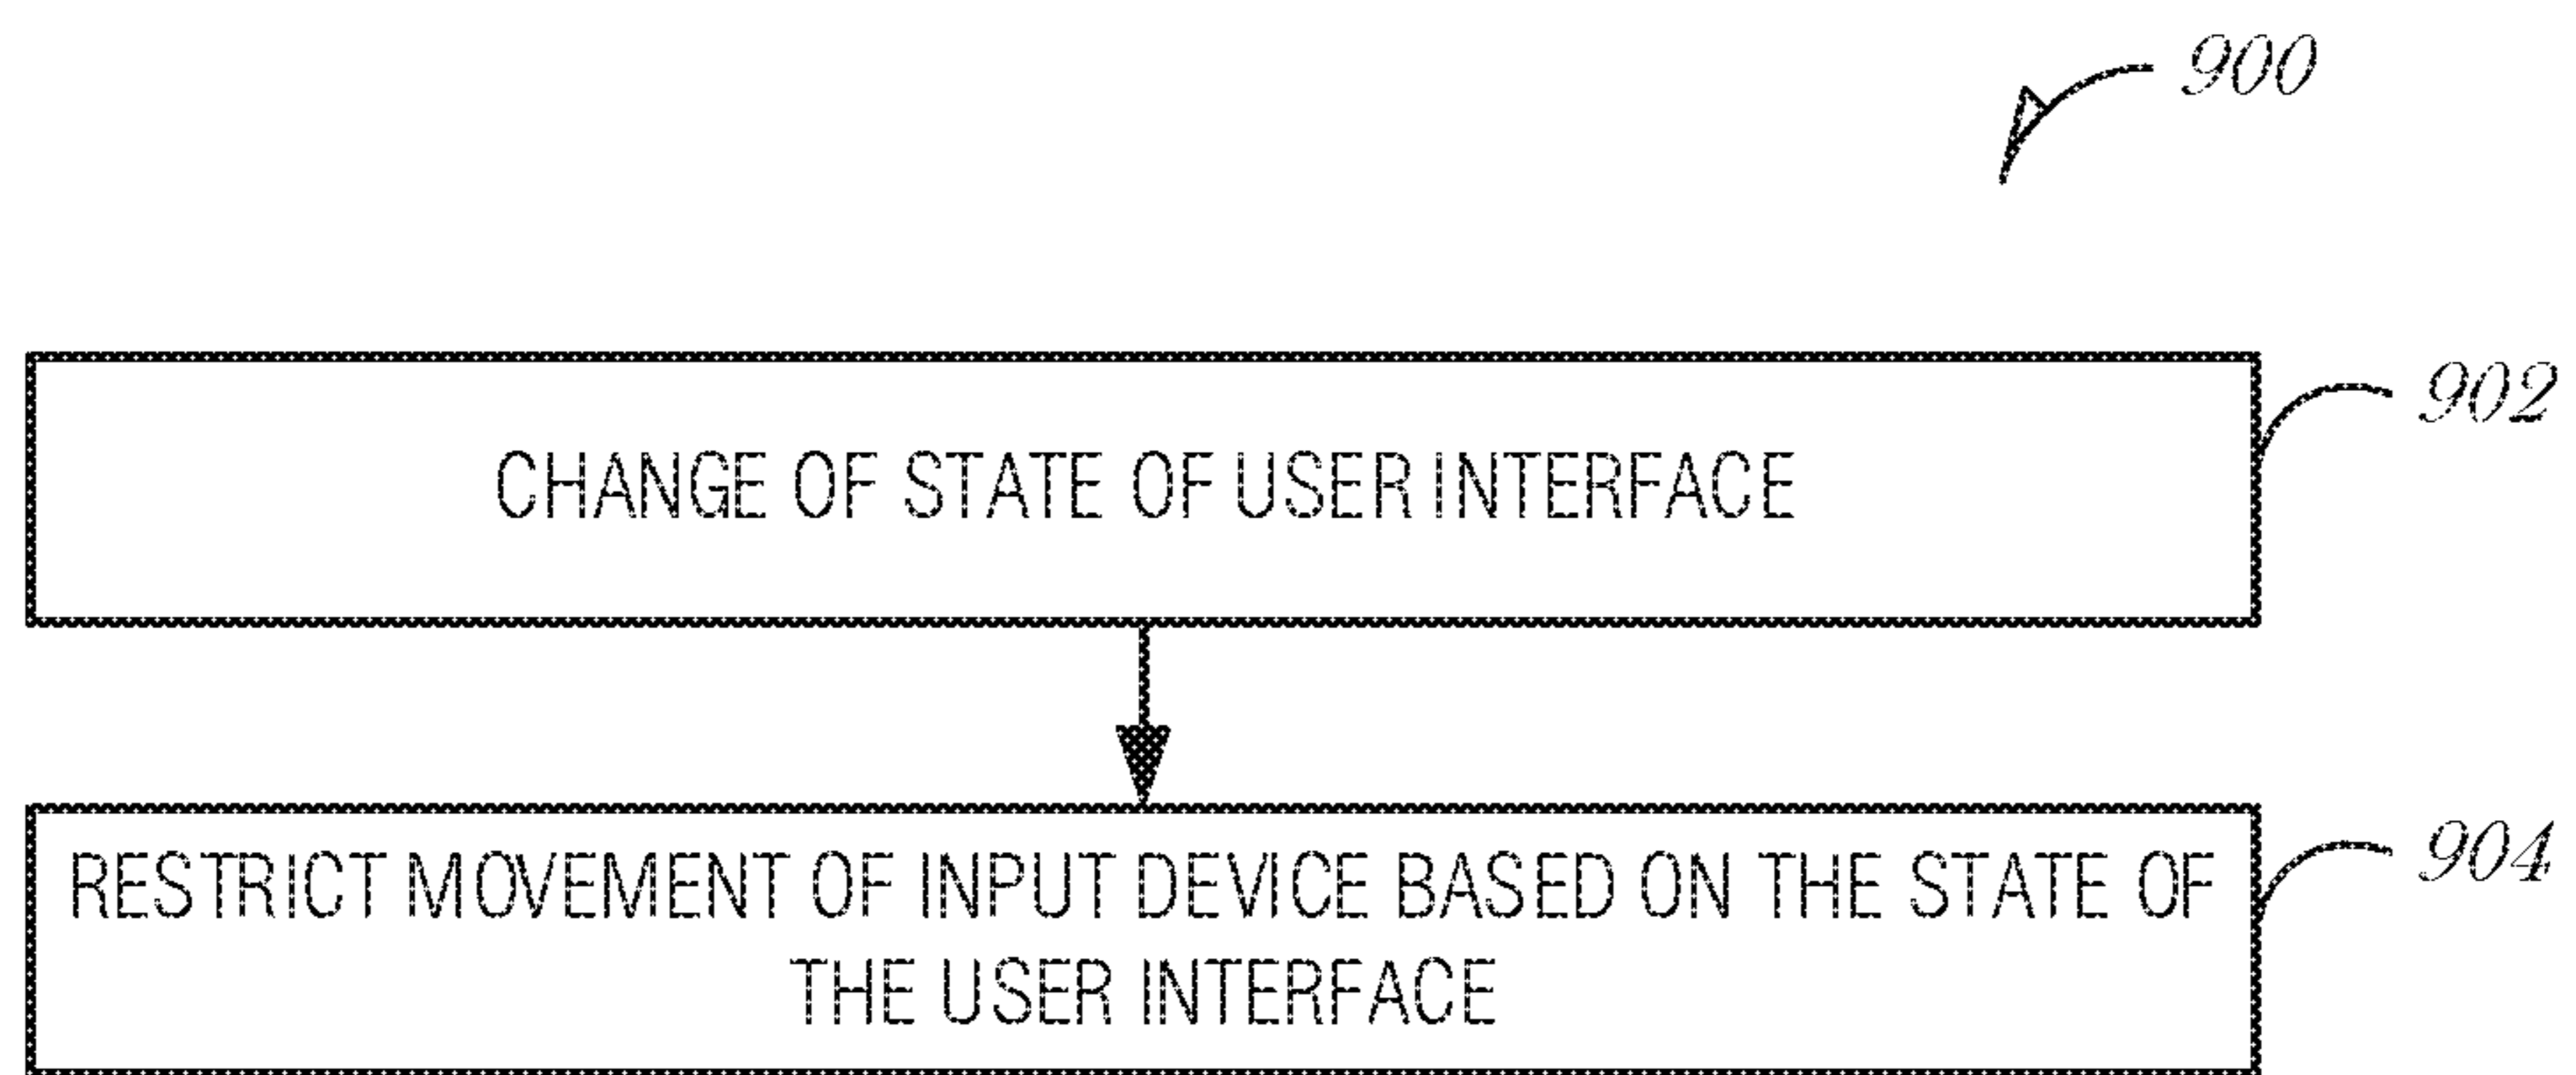 900
902
CHANGE OF STATE OF USER INTERFACE
RESTRICT MOVEMENT OF INPUT DEVICE BASED ON THE STATE OF
904
THE USER INTERFACE